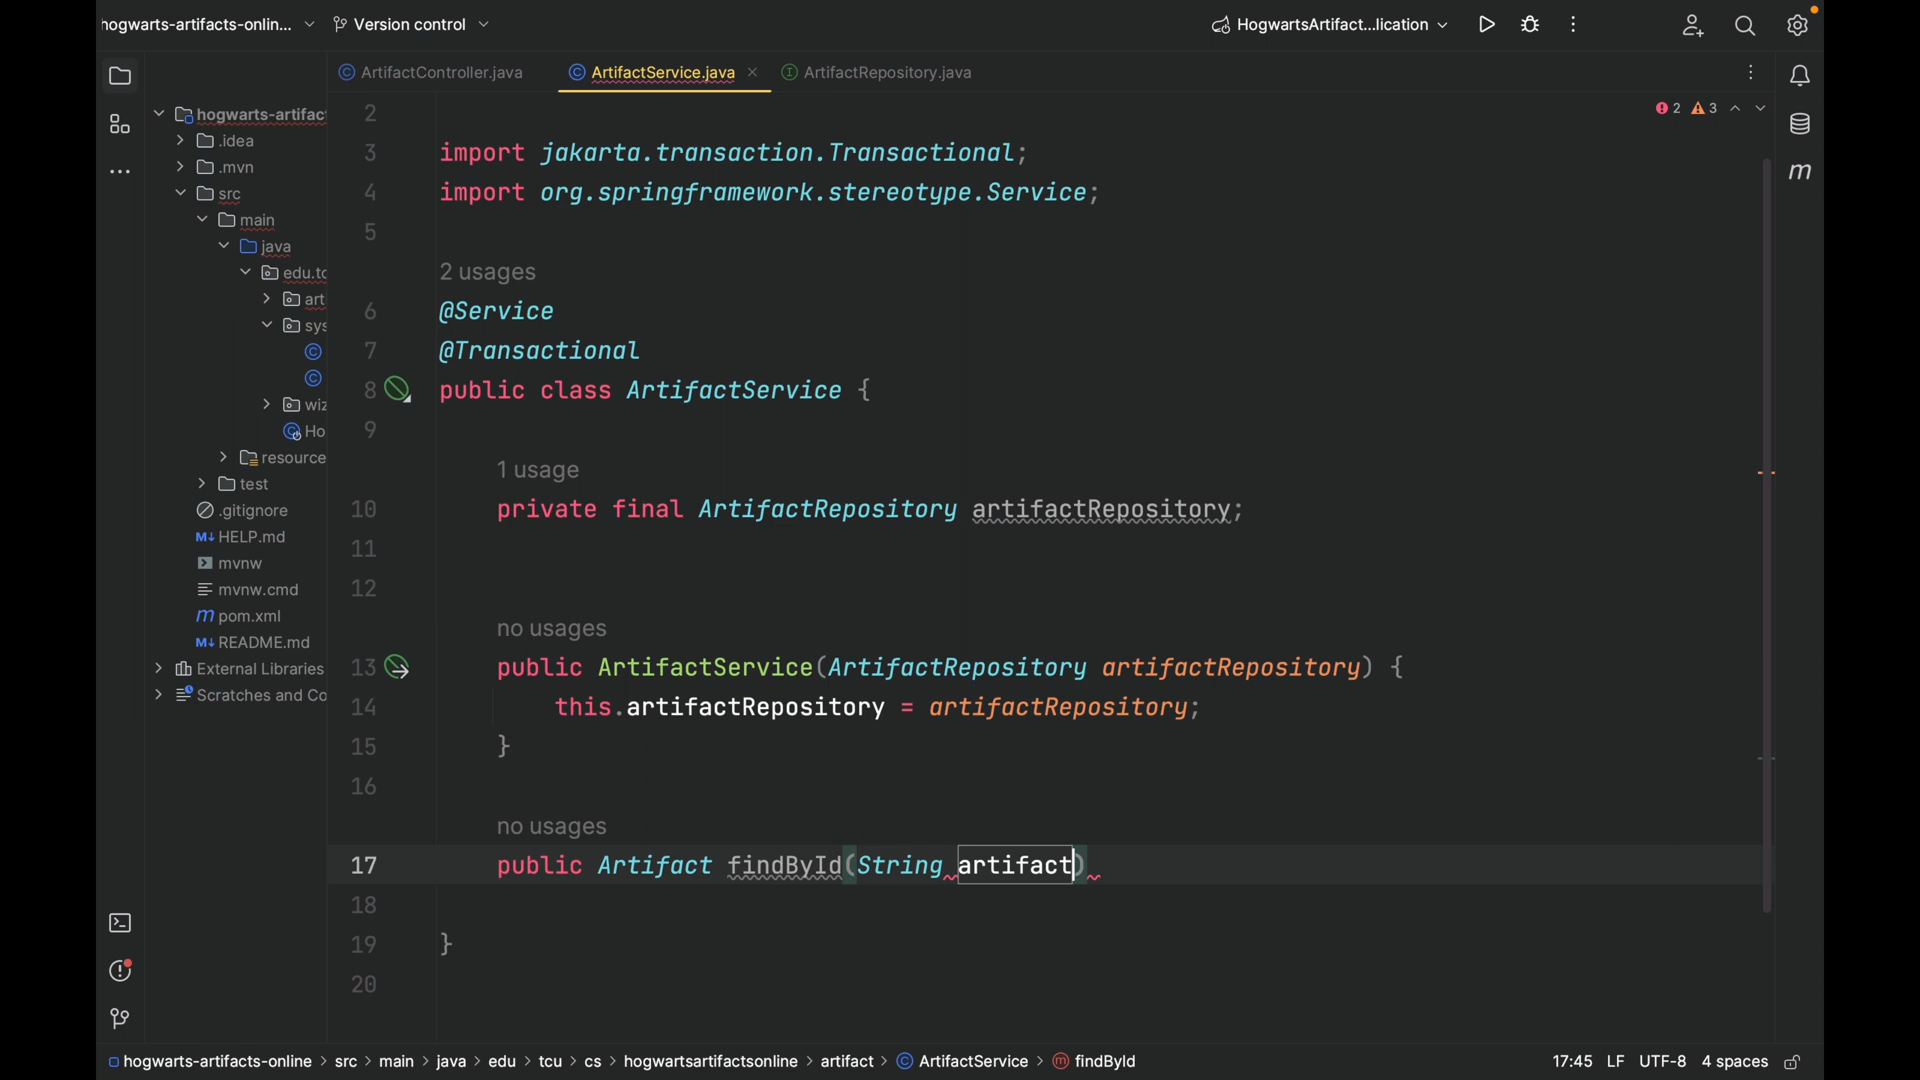 hogwarts-artifacts-onlin...
Version control
HogwartsArtifact...lication
ArtifactController.java
ArtifactService.java
ArtifactRepository.java
hogwarts-artifac
.idea
.mvn
src
main
java
edu.tc
art
sys
wiz
Ho
resource
test
.gitignore
M↓ HELP.md
mvnw
mvnw.cmd
m pom.xml
M↓ README.md
External Libraries
Scratches and Co
2 3
2
3 import jakarta.transaction.Transactional;
4 import org.springframework.stereotype.Service;
5
2 usages
6 @Service
7 @Transactional
8 public class ArtifactService {
9
1 usage
10 private final ArtifactRepository artifactRepository;
11
12
no usages
13 public ArtifactService(ArtifactRepository artifactRepository) {
14 this.artifactRepository = artifactRepository;
15 }
16
no usages
17 public Artifact findById(String artifact)
18
19 }
20
m
hogwarts-artifacts-online > src > main > java > edu > tcu > cs > hogwartsartifactsonline > artifact > ArtifactService > findById
17:45 LF UTF-8 4 spaces